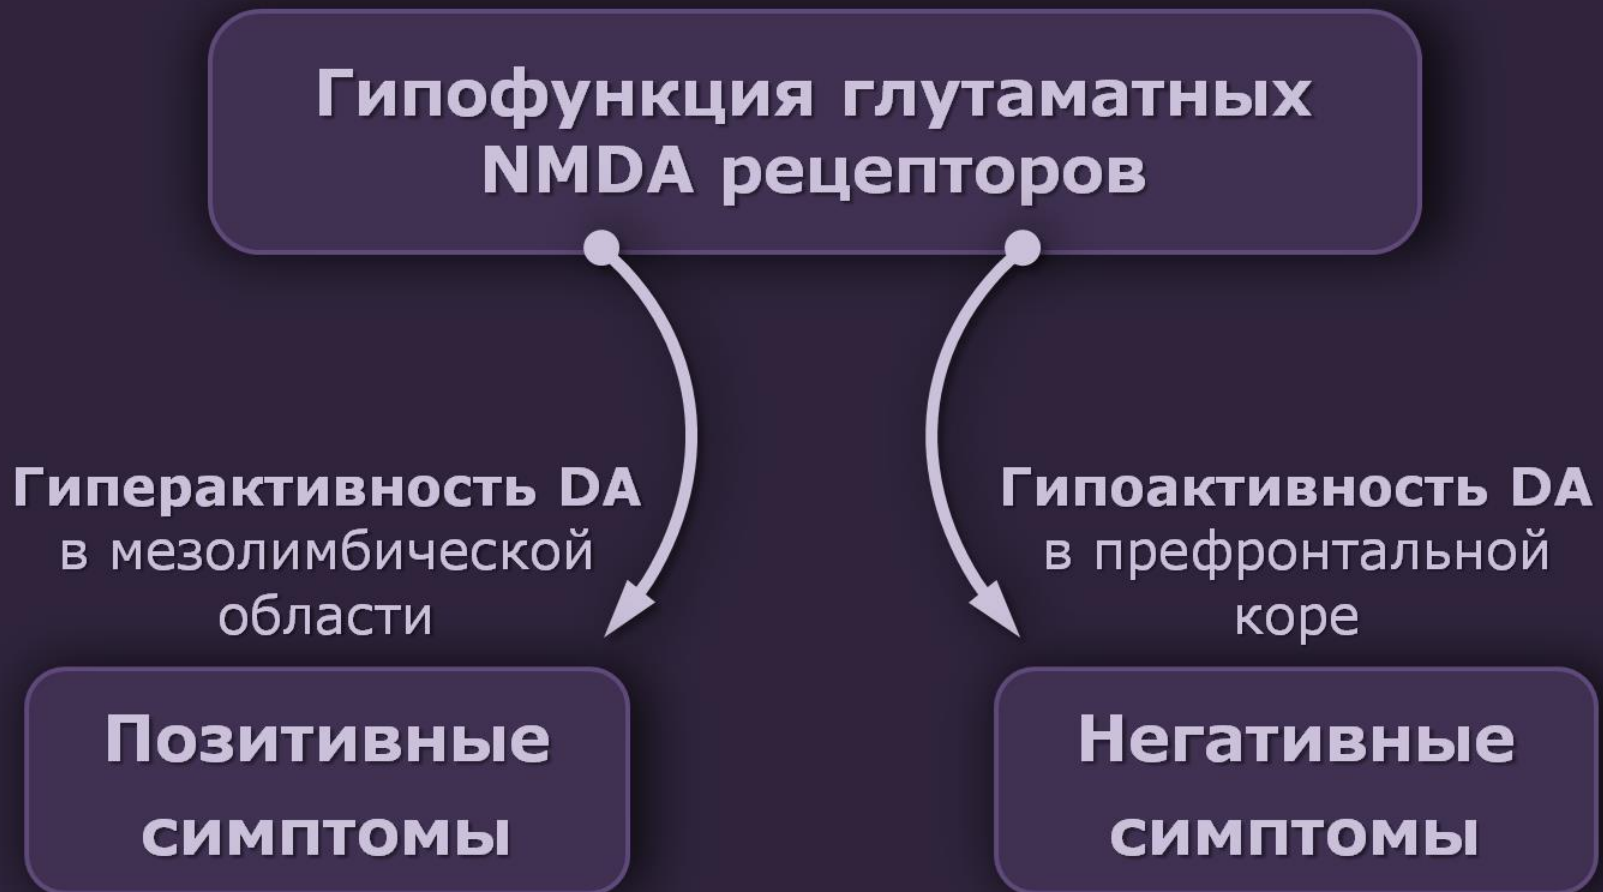 Гипофункция глутаматных
NMDA рецепторов
Гиперактивность DA
в мезолимбической
области
Гипоактивность DA
в префронтальной
коре
Позитивные
симптомы
Негативные
симптомы